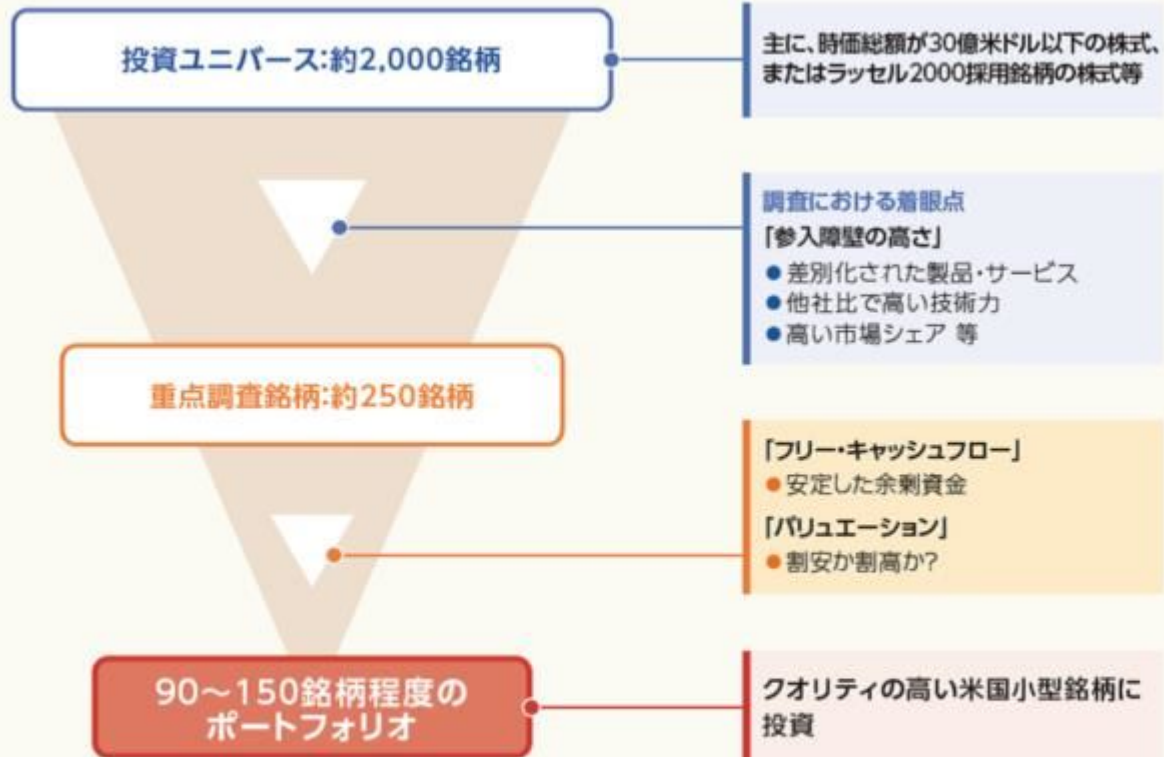 投資ユニバース:約2,000銘柄
主に、時価総額が30億米ドル以下の株式、
またはラッセル2000採用銘柄の株式等
調査における着眼点
「参入障壁の高さ」
●差別化された製品・サービス
●他社比で高い技術力
●高い市場シェア 等
重点調査銘柄:約250銘柄
「フリー・キャッシュフロー」
●安定した余剰資金
「バリュエーション」
●割安か割高か?
90〜150銘柄程度の
ポートフォリオ
クオリティの高い米国小型銘柄に
投資